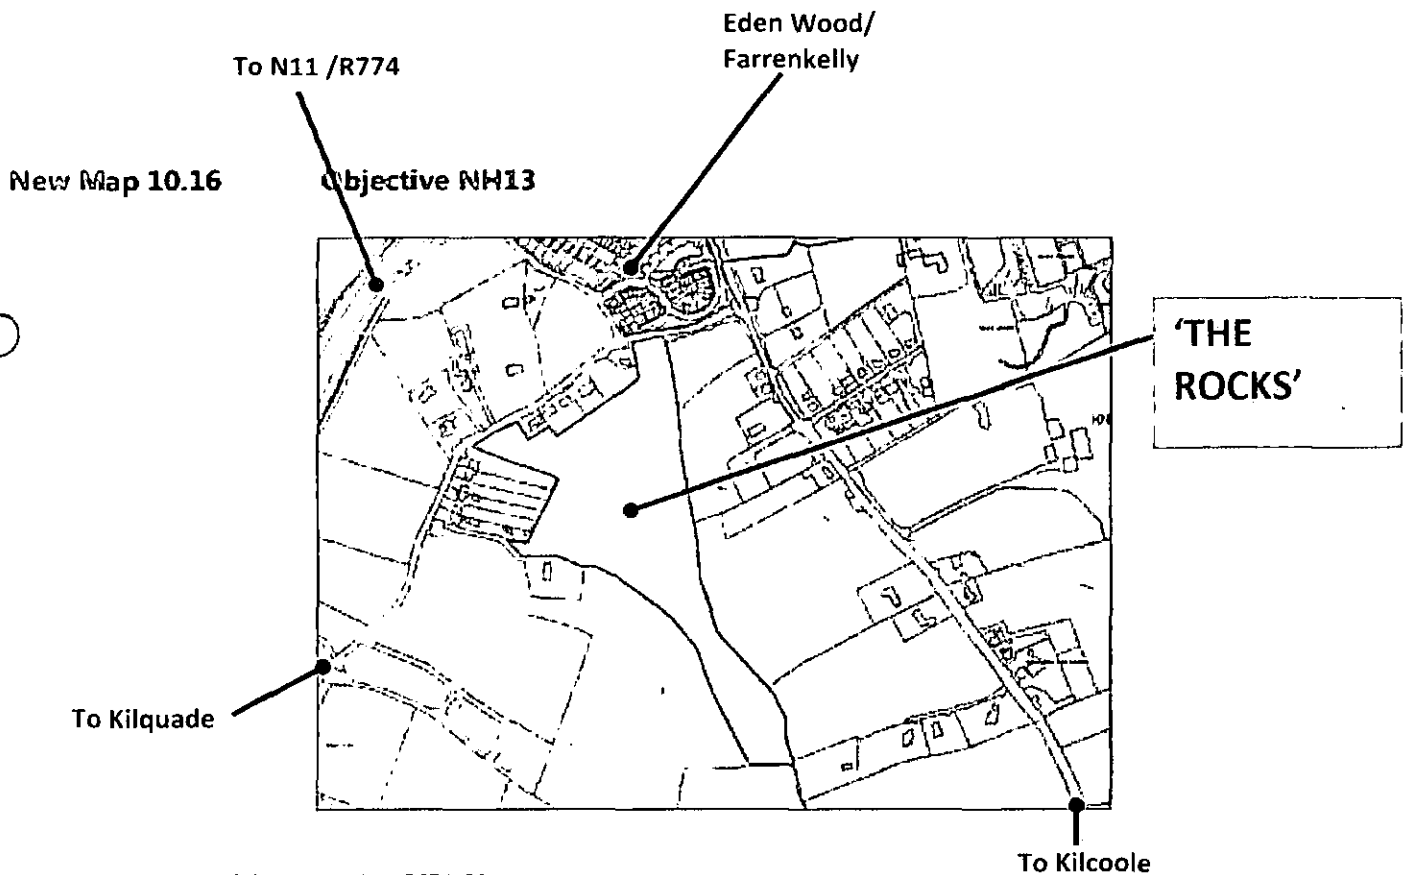 Eden Wood/
Farrenkelly
To N11 /R774
New Map 10.16 Objective NH13
'THE
ROCKS'
To Kilquade
To Kilcoole